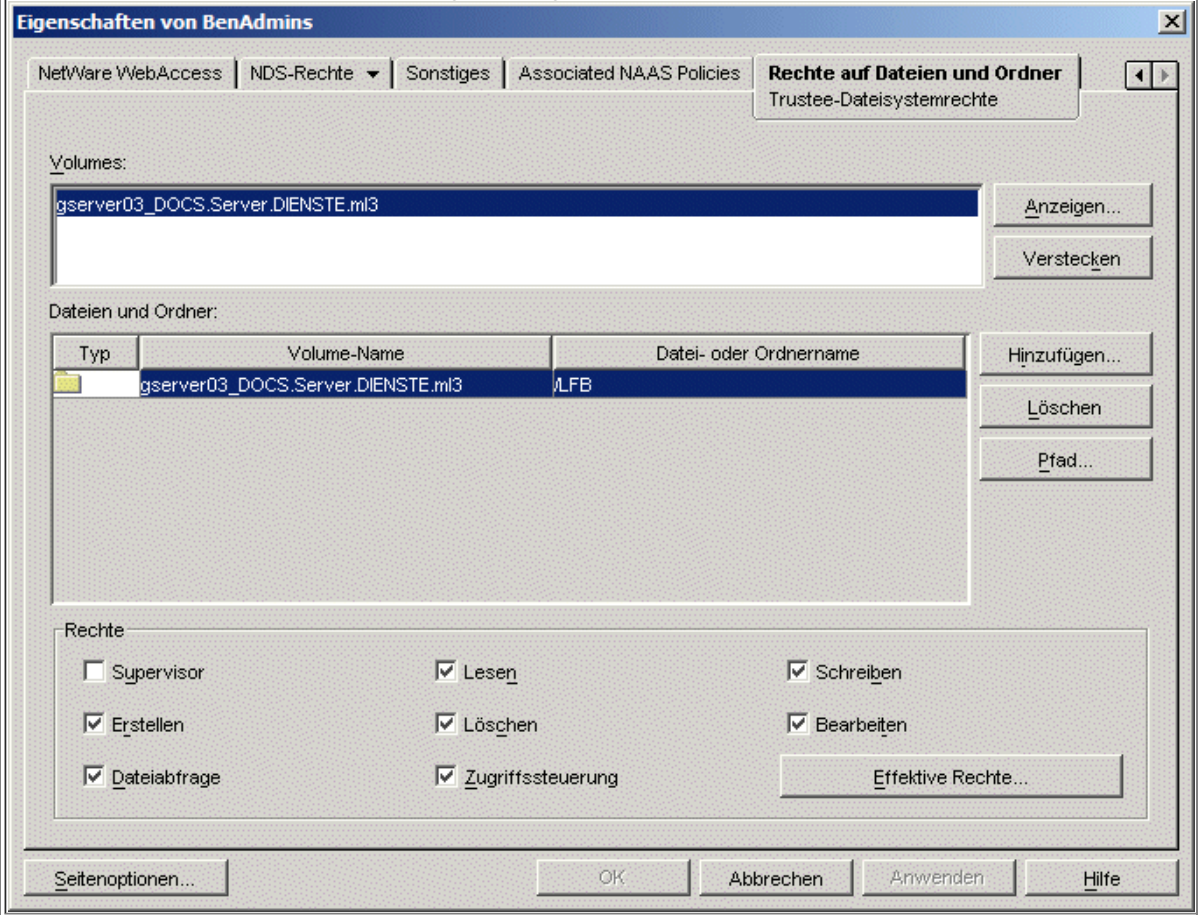 Eigenschaften von BenAdmins
NetWare WebAccess NDS-Rechte Sonstiges Associated NAAS Policies Rechte auf Dateien und Ordner
Trustee-Dateisystemrechte
Volumes:
gserver03_DOCS.Server.DIENSTE.ml3
Anzeigen...
Verstecken
Dateien und Ordner:
Typ Volume-Name Datei- oder Ordnername
gserver03_DOCS.Server.DIENSTE.ml3 /LFB
Hinzufügen...
Löschen
Pfad...
Rechte
Supervisor Lesen Schreiben
Erstellen Löschen Bearbeiten
Dateiabfrage Zugriffssteuerung Effektive Rechte...
Seitenoptionen... OK Abbrechen Anwenden Hilfe